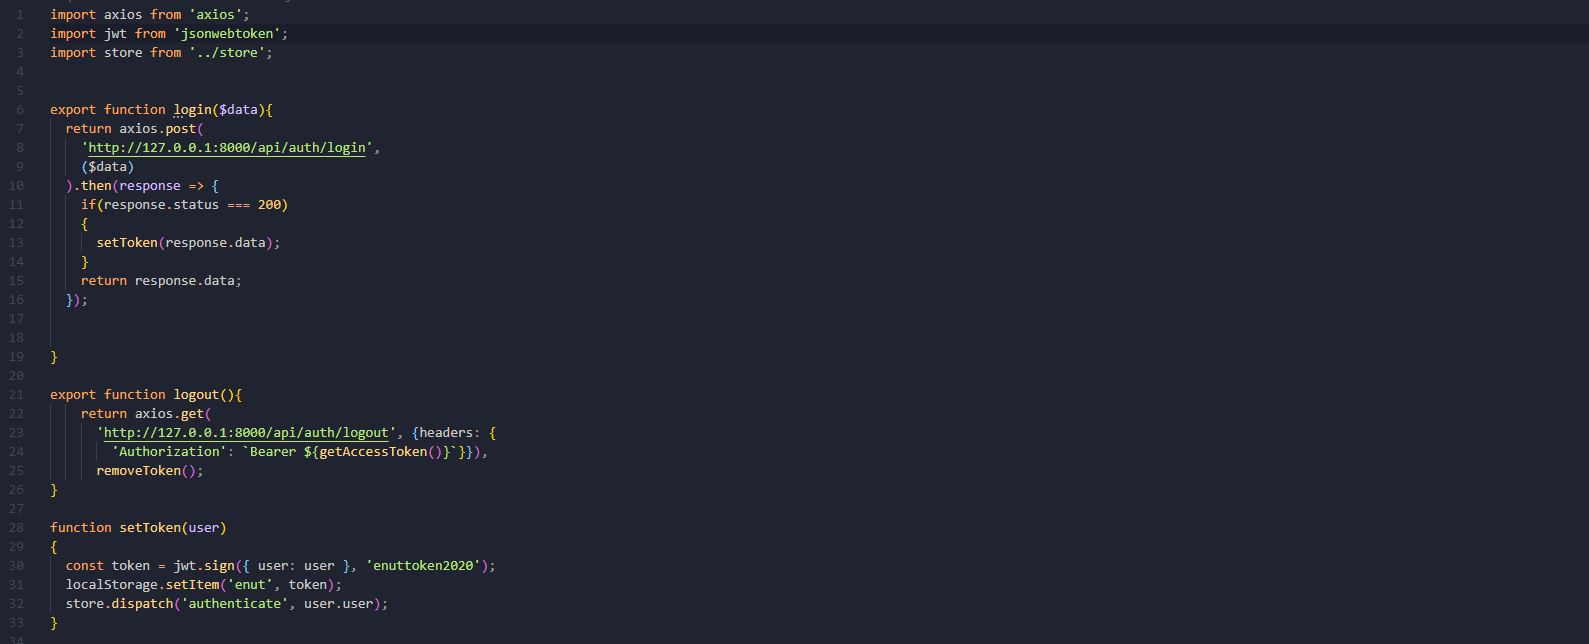 1 import axios from 'axios';
2 import jwt from 'jsonwebtoken';
3 import store from '../store';
4
5
6 export function login($data){
7 return axios.post(
8 'http://127.0.0.1:8000/api/auth/login',
9 ($data)
10 ).then(response => {
11 if(response.status === 200)
12 {
13 setToken(response.data);
14 }
15 return response.data;
16 });
17
18
19 }
20
21 export function logout(){
22 return axios.get(
23 'http://127.0.0.1:8000/api/auth/logout', {headers: {
24 'Authorization': `Bearer ${getAccessToken()}`}}),
25 removeToken();
26 }
27
28 function setToken(user)
29 {
30 const token = jwt.sign({ user: user }, 'enuttoken2020');
31 localStorage.setItem('enut', token);
32 store.dispatch('authenticate', user.user);
33 }
34